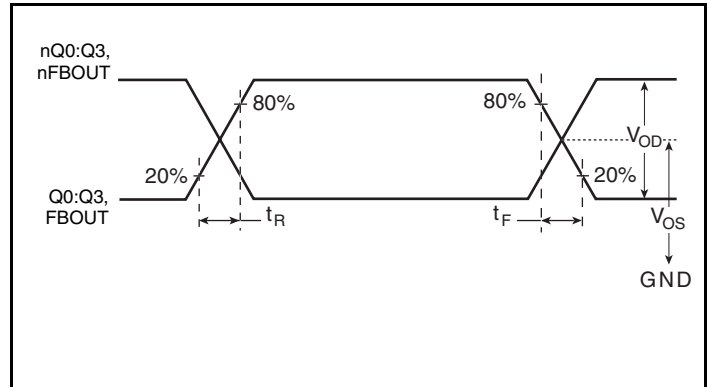 nQ0:Q3,
nFBOUT
80%
80%
VOD
20%
20%
Q0:Q3,
FBOUT
tR
tF
VOS
GND